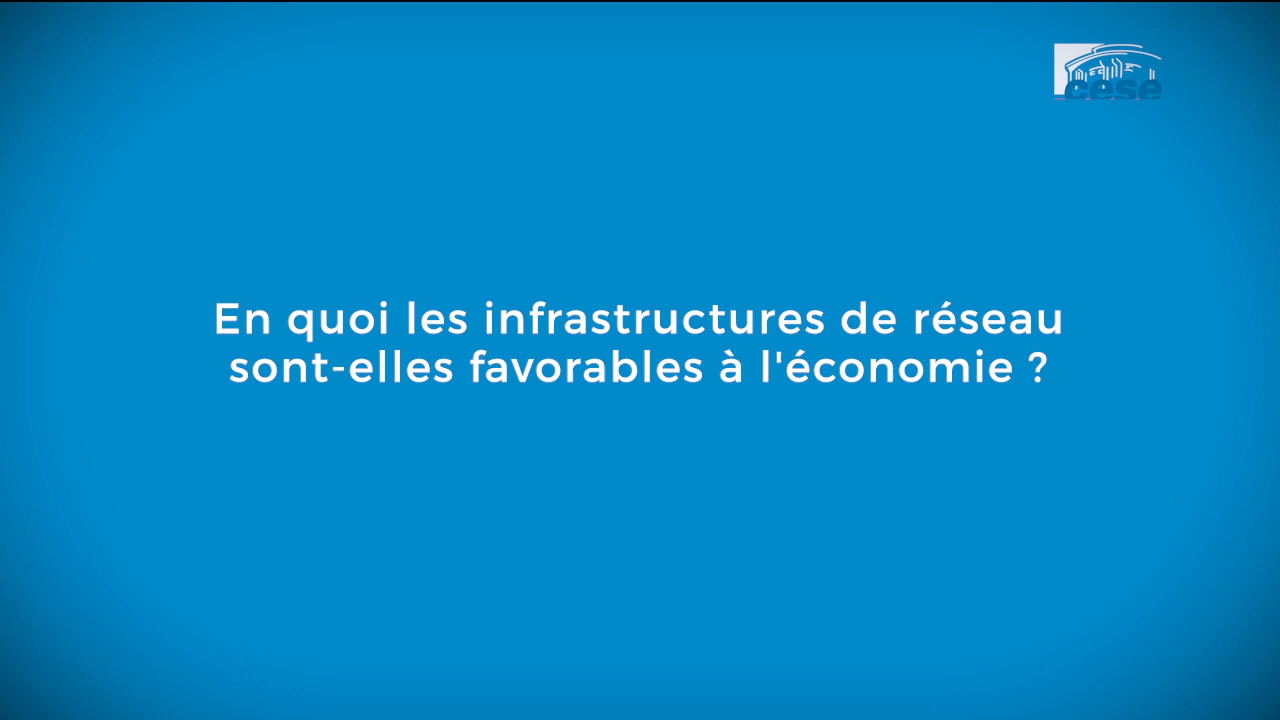 cese
En quoi les infrastructures de réseau
sont-elles favorables à l'économie ?